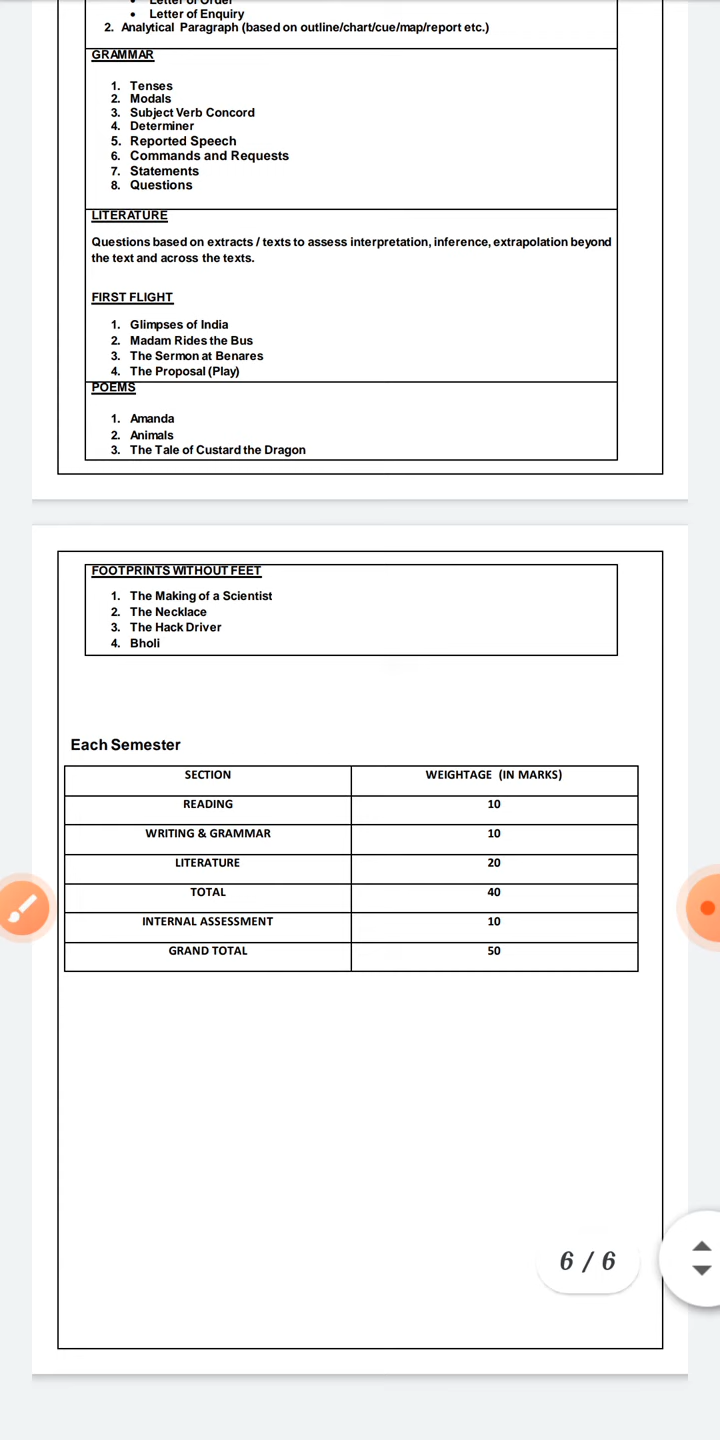 • Letter of Order
• Letter of Enquiry
2. Analytical Paragraph (based on outline/chart/cue/map/report etc.)
GRAMMAR
1. Tenses
2. Modals
3. Subject Verb Concord
4. Determiner
5. Reported Speech
6. Commands and Requests
7. Statements
8. Questions
LITERATURE
Questions based on extracts / texts to assess interpretation, inference, extrapolation beyond
the text and across the texts.
FIRST FLIGHT
1. Glimpses of India
2. Madam Rides the Bus
3. The Sermon at Benares
4. The Proposal (Play)
POEMS
1. Amanda
2. Animals
3. The Tale of Custard the Dragon
FOOTPRINTS WITHOUT FEET
1. The Making of a Scientist
2. The Necklace
3. The Hack Driver
4. Bholi
Each Semester
SECTION WEIGHTAGE (IN MARKS)
READING 10
WRITING & GRAMMAR 10
LITERATURE 20
TOTAL 40
INTERNAL ASSESSMENT 10
GRAND TOTAL 50
6 / 6